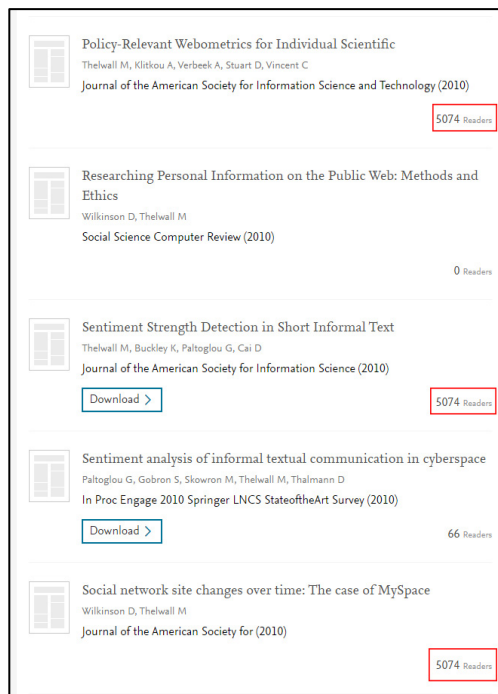 Policy-Relevant Webometrics for Individual Scientific
Thelwall M, Klitkou A, Verbeek A, Stuart D, Vincent C
Journal of the American Society for Information Science and Technology (2010)
5074 Readers
Researching Personal Information on the Public Web: Methods and
Ethics
Wilkinson D, Thelwall M
Social Science Computer Review (2010)
0 Readers
Sentiment Strength Detection in Short Informal Text
Thelwall M, Buckley K, Paltoglou G, Cai D
Journal of the American Society for Information Science (2010)
Download >
5074 Readers
Sentiment analysis of informal textual communication in cyberspace
Paltoglou G, Gobron S, Skowron M, Thelwall M, Thalmann D
In Proc Engage 2010 Springer LNCS StateoftheArt Survey (2010)
Download >
66 Readers
Social network site changes over time: The case of MySpace
Wilkinson D, Thelwall M
Journal of the American Society for (2010)
5074 Readers